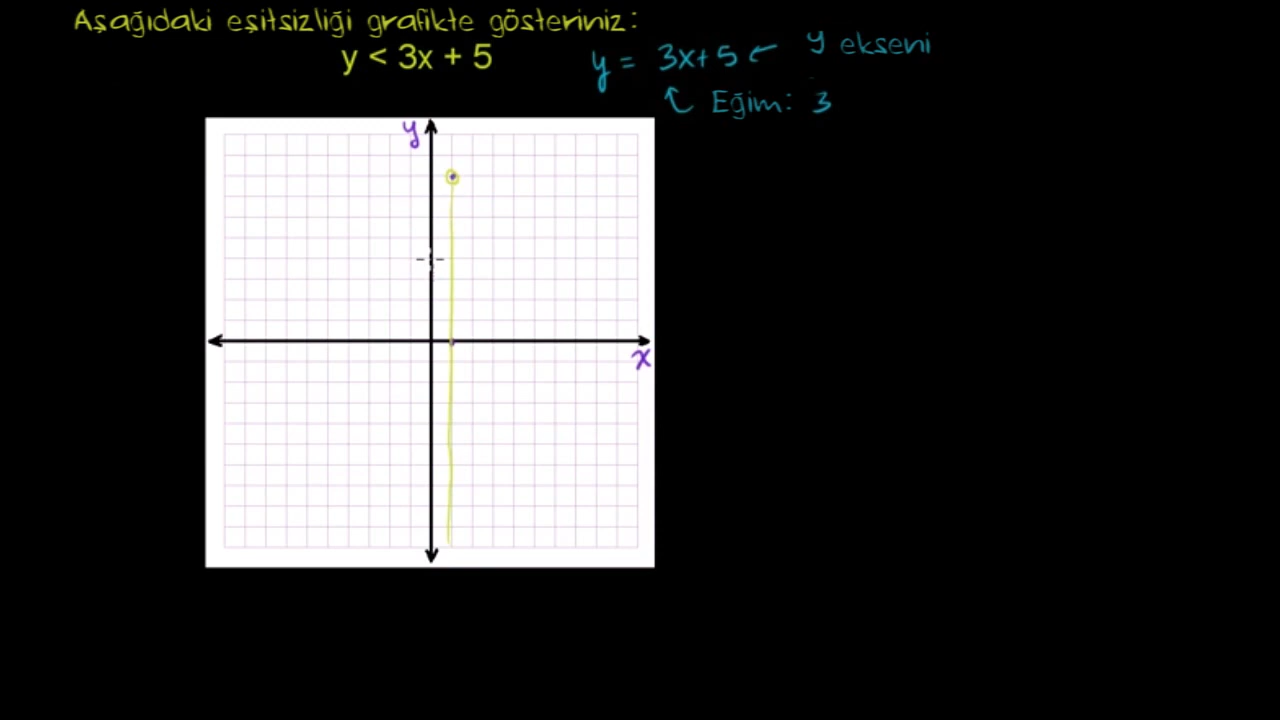 Aşağıdaki eşitsizliği grafikte gösteriniz:
y < 3x + 5
y = 3x+5 ← y ekseni
Eğim: 3
y
x